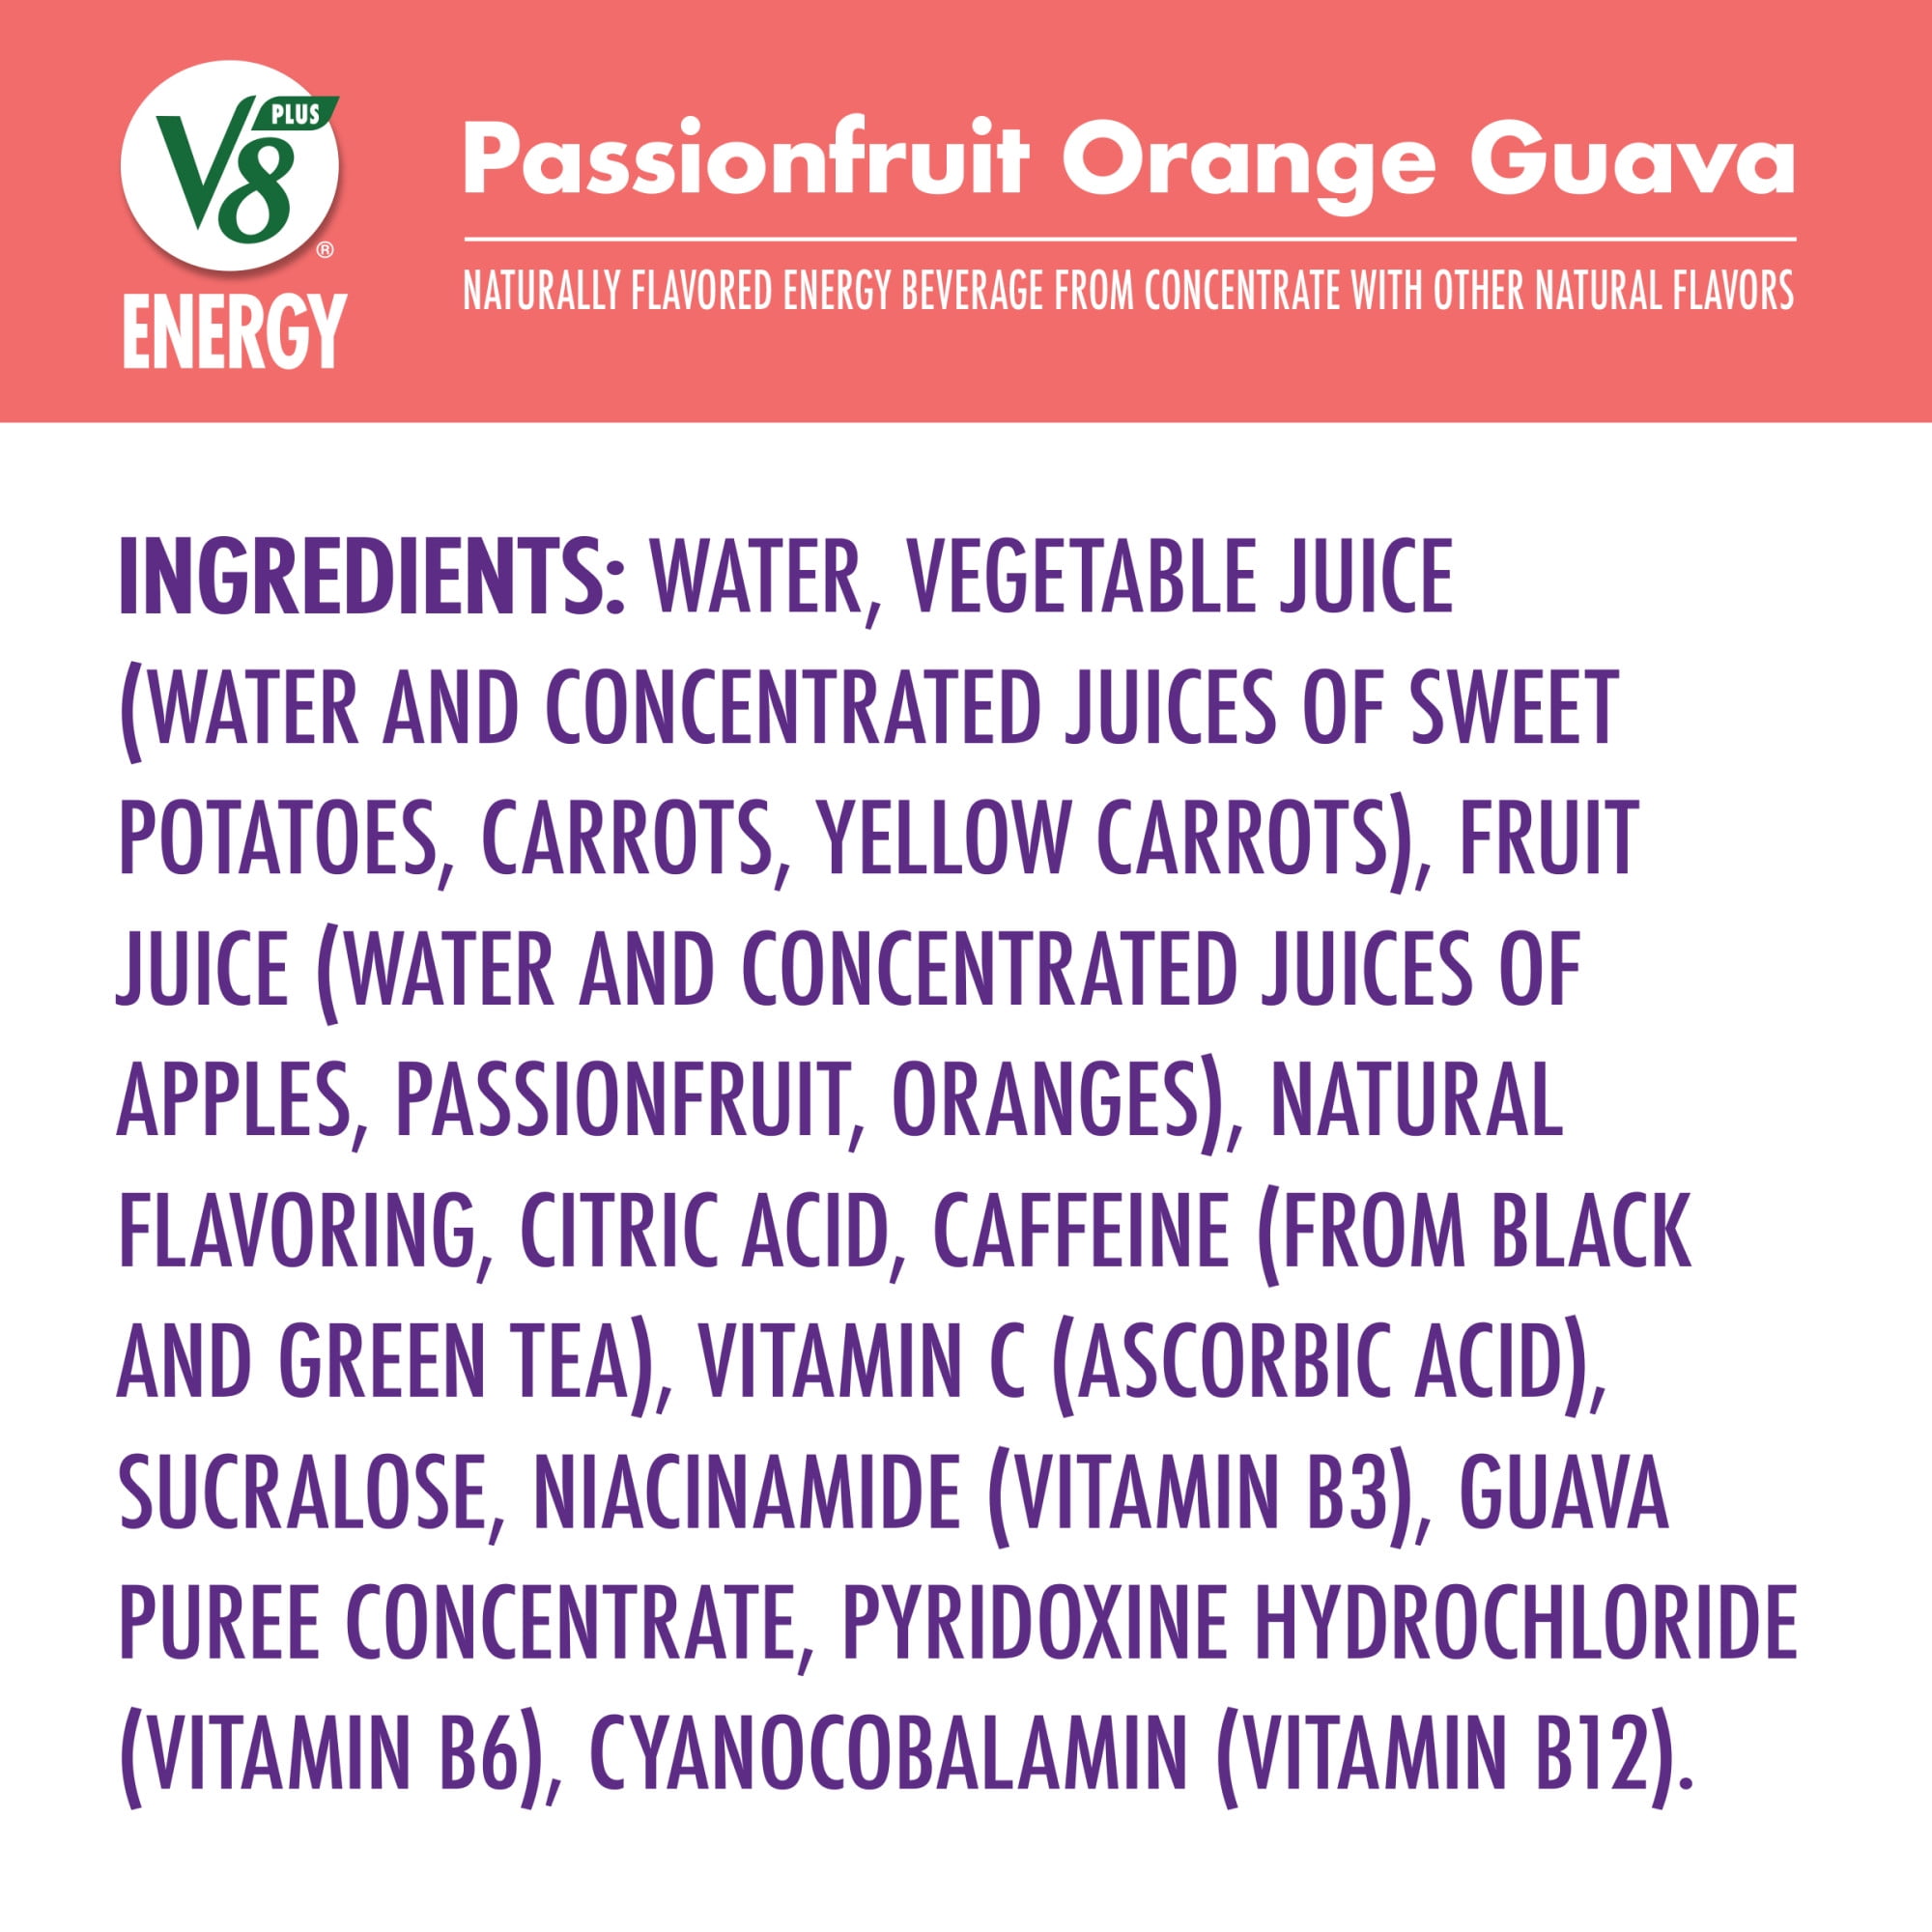 V8 PLUS
®
ENERGY
Passionfruit Orange Guava
NATURALLY FLAVORED ENERGY BEVERAGE FROM CONCENTRATE WITH OTHER NATURAL FLAVORS
INGREDIENTS: WATER, VEGETABLE JUICE
(WATER AND CONCENTRATED JUICES OF SWEET
POTATOES, CARROTS, YELLOW CARROTS), FRUIT
JUICE (WATER AND CONCENTRATED JUICES OF
APPLES, PASSIONFRUIT, ORANGES), NATURAL
FLAVORING, CITRIC ACID, CAFFEINE (FROM BLACK
AND GREEN TEA), VITAMIN C (ASCORBIC ACID),
SUCRALOSE, NIACINAMIDE (VITAMIN B3), GUAVA
PUREE CONCENTRATE, PYRIDOXINE HYDROCHLORIDE
(VITAMIN B6), CYANOCOBALAMIN (VITAMIN B12).